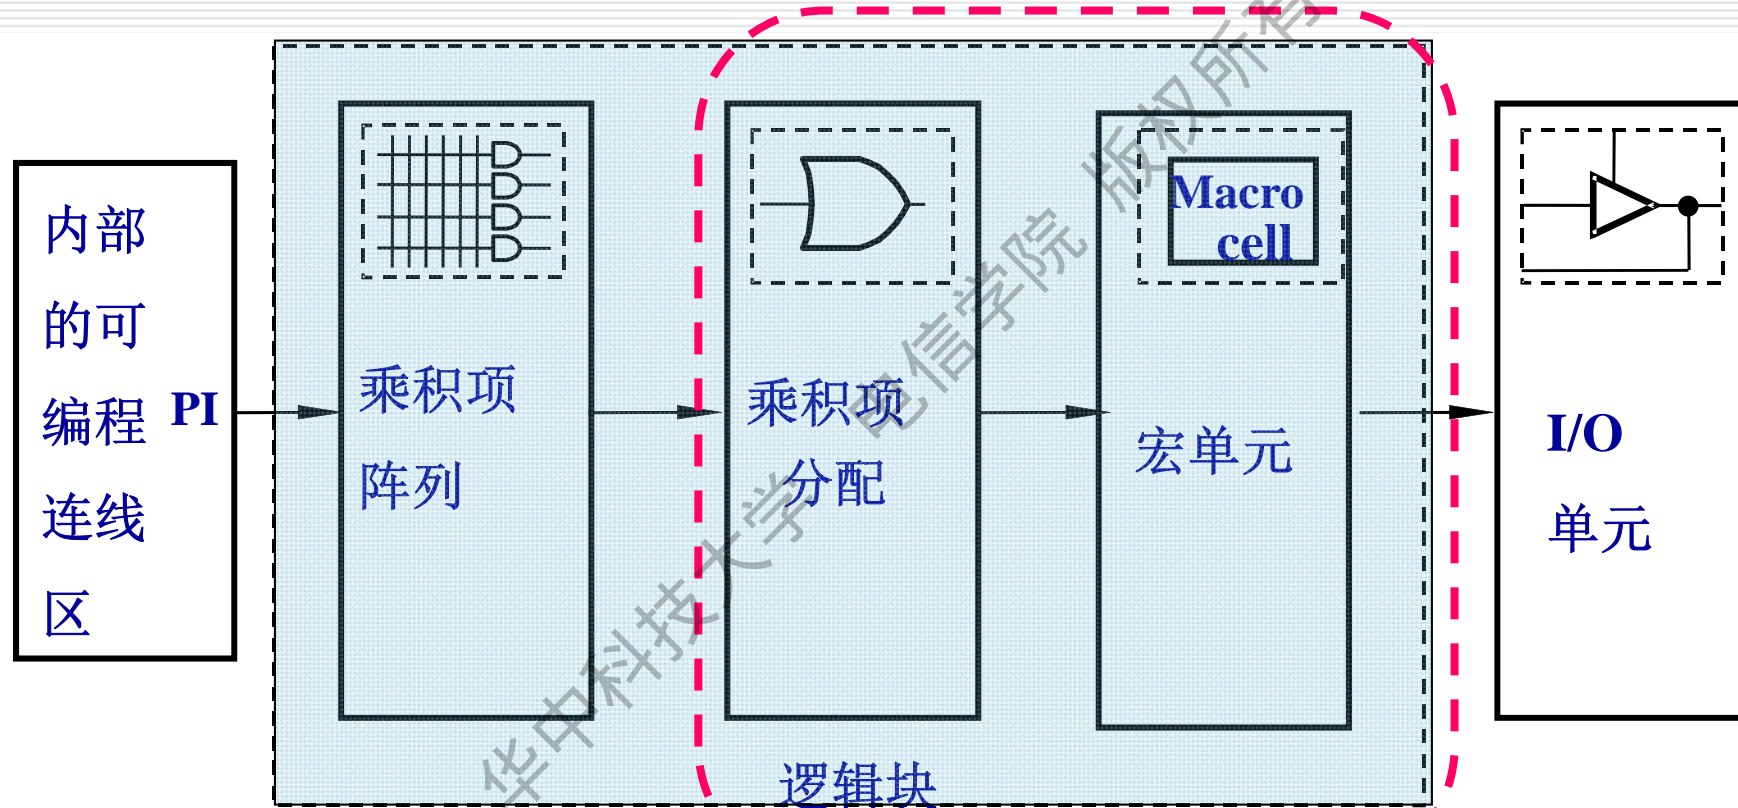 内部
的可
编程
连线
区
PI
乘积项
阵列
乘积项
分配
Macro
cell
宏单元
逻辑块
I/O
单元
华中科技大学 电信学院 版权所有